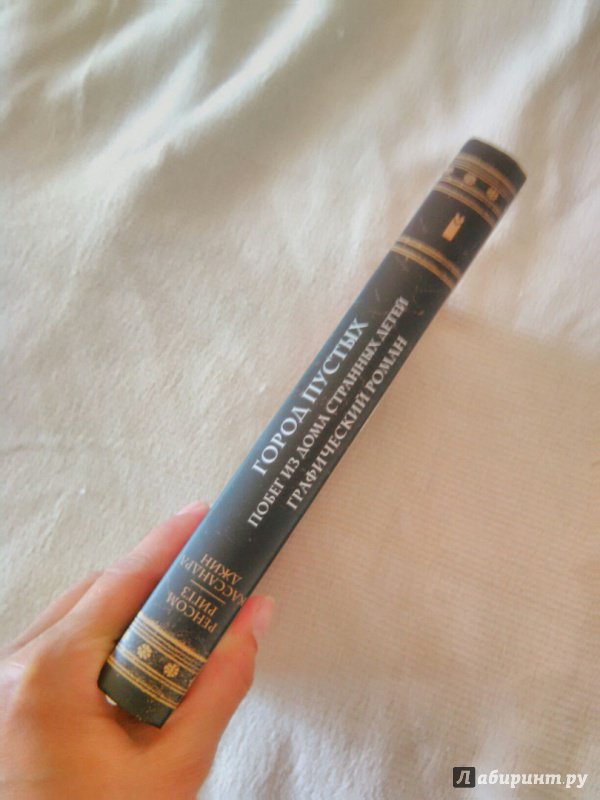 РЕНСОМ
РИГГЗ
КАССАНДРА
ДЖИН
ГОРОД ПУСТЫХ
ПОБЕГ ИЗ ДОМА СТРАННЫХ ДЕТЕЙ
ГРАФИЧЕСКИЙ РОМАН
Лабиринт.ру